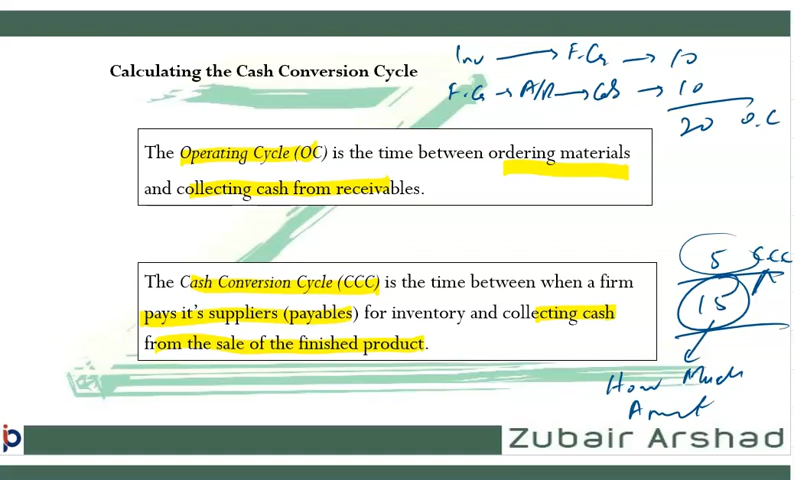 Inv → F.G → 10
Calculating the Cash Conversion Cycle
F.G → A/R → Cash → 10
20 O.C
The Operating Cycle (OC) is the time between ordering materials
and collecting cash from receivables.
5 CCC
The Cash Conversion Cycle (CCC) is the time between when a firm
pays it's suppliers (payables) for inventory and collecting cash
15
from the sale of the finished product.
How Much
Zubair Arshad